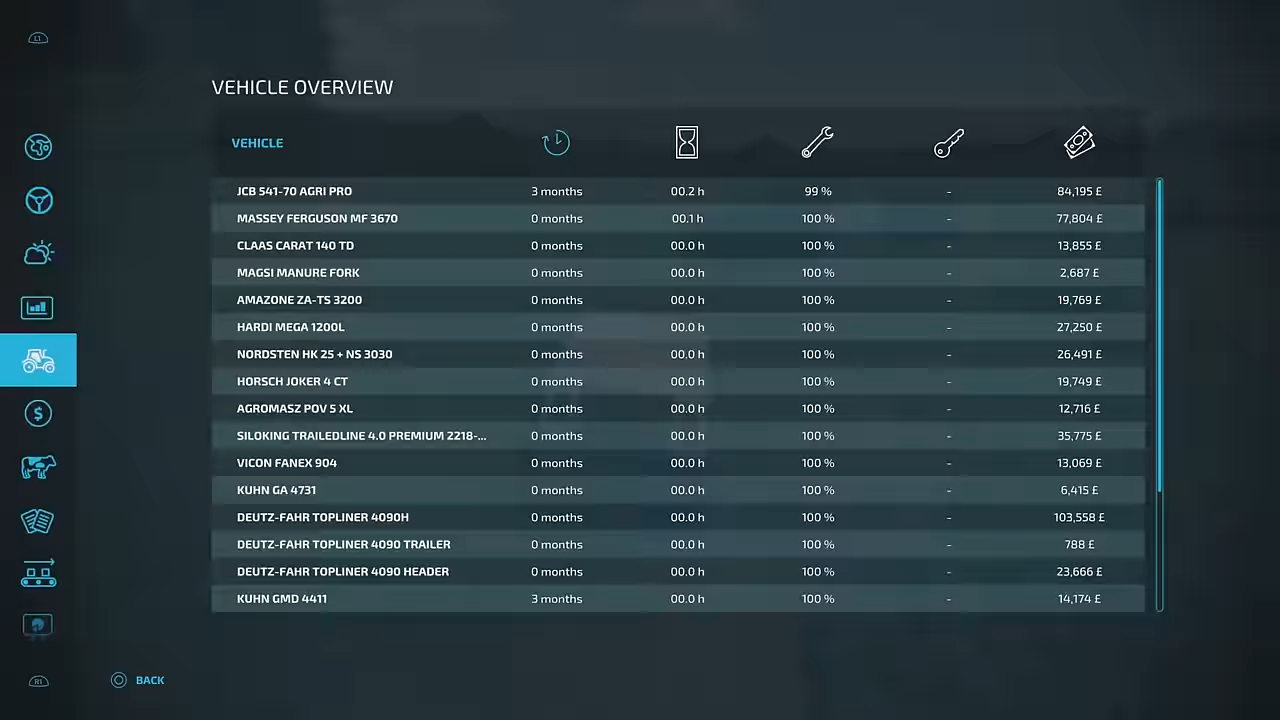 L1
VEHICLE OVERVIEW
VEHICLE
JCB 541-70 AGRI PRO 3 months 00.2 h 99 % - 84,195 £
MASSEY FERGUSON MF 3670 0 months 00.1 h 100 % - 77,804 £
CLAAS CARAT 140 TD 0 months 00.0 h 100 % - 13,855 £
MAGSI MANURE FORK 0 months 00.0 h 100 % - 2,687 £
AMAZONE ZA-TS 3200 0 months 00.0 h 100 % - 19,769 £
HARDI MEGA 1200L 0 months 00.0 h 100 % - 27,250 £
NORDSTEN HK 25 + NS 3030 0 months 00.0 h 100 % - 26,491 £
HORSCH JOKER 4 CT 0 months 00.0 h 100 % - 19,749 £
AGROMASZ POV 5 XL 0 months 00.0 h 100 % - 12,716 £
SILOKING TRAILEDLINE 4.0 PREMIUM 2218-... 0 months 00.0 h 100 % - 35,775 £
VICON FANEX 904 0 months 00.0 h 100 % - 13,069 £
KUHN GA 4731 0 months 00.0 h 100 % - 6,415 £
DEUTZ-FAHR TOPLINER 4090H 0 months 00.0 h 100 % - 103,558 £
DEUTZ-FAHR TOPLINER 4090 TRAILER 0 months 00.0 h 100 % - 788 £
DEUTZ-FAHR TOPLINER 4090 HEADER 0 months 00.0 h 100 % - 23,666 £
KUHN GMD 4411 3 months 00.0 h 100 % - 14,174 £
R1
BACK